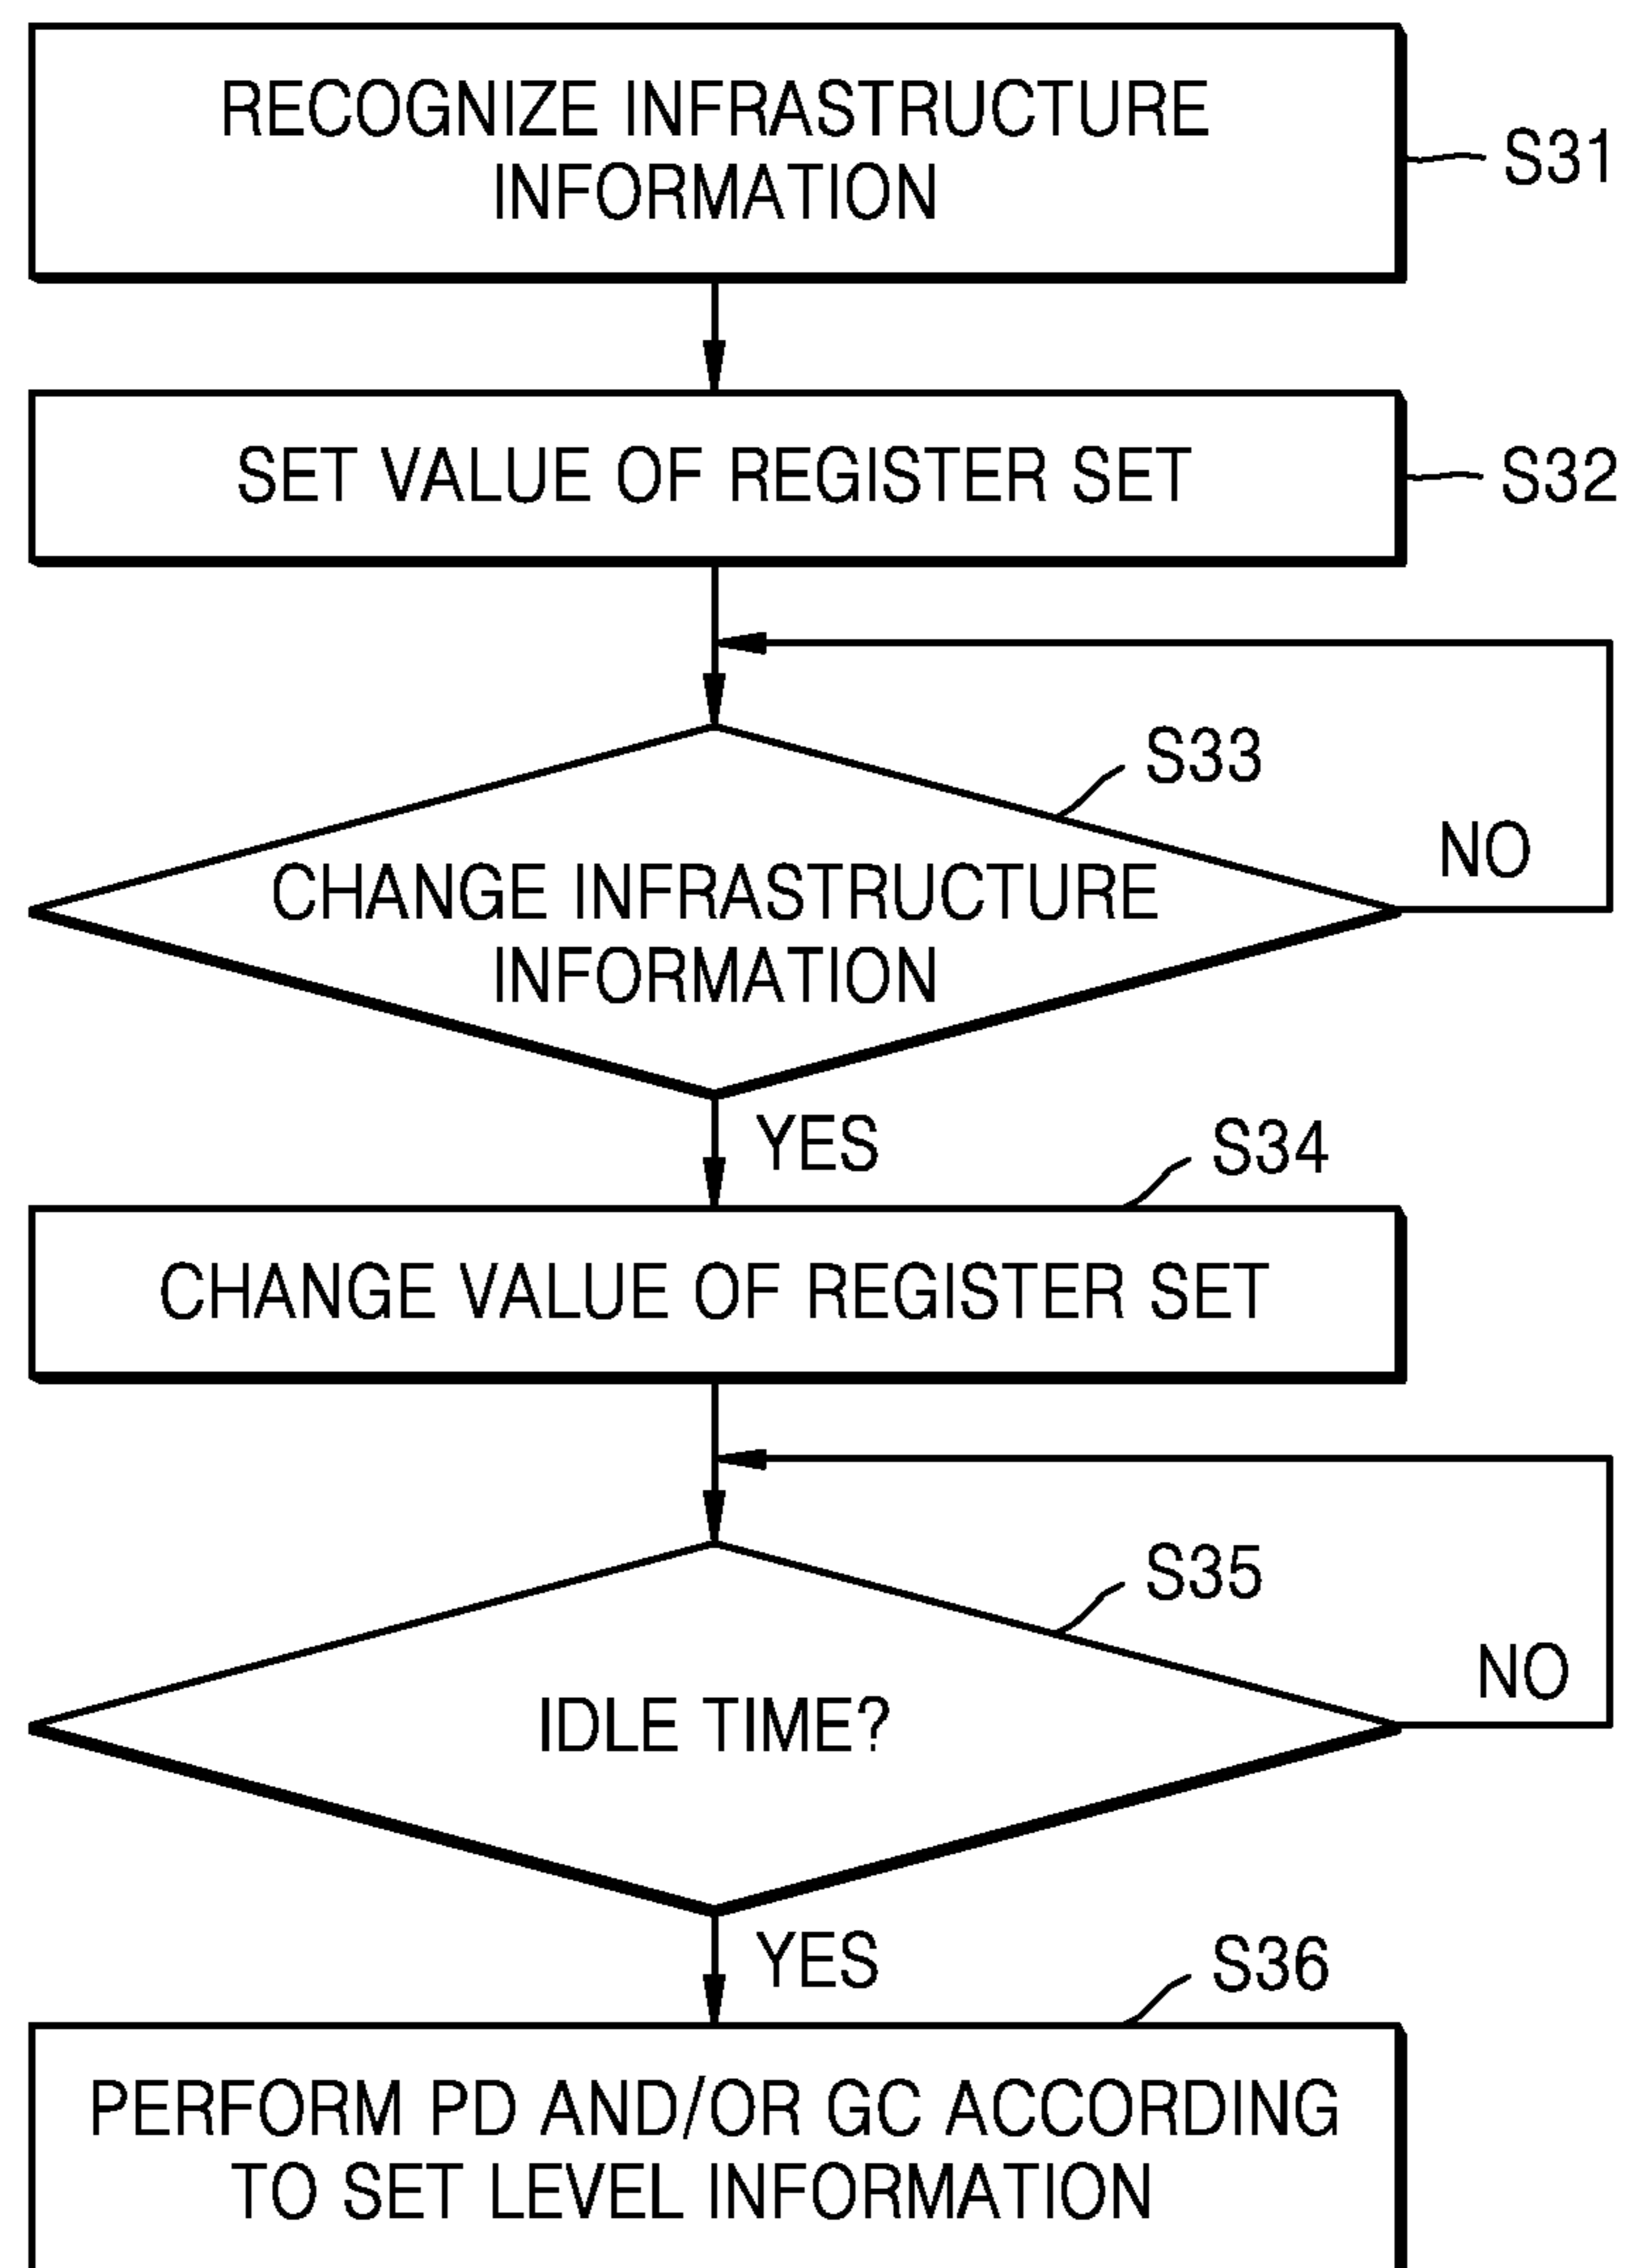 RECOGNIZE INFRASTRUCTURE
INFORMATION
S31
SET VALUE OF REGISTER SET
S32
S33
NO
CHANGE INFRASTRUCTURE
INFORMATION
YES
S34
CHANGE VALUE OF REGISTER SET
S35
NO
IDLE TIME?
YES
S36
PERFORM PD AND/OR GC ACCORDING
TO SET LEVEL INFORMATION